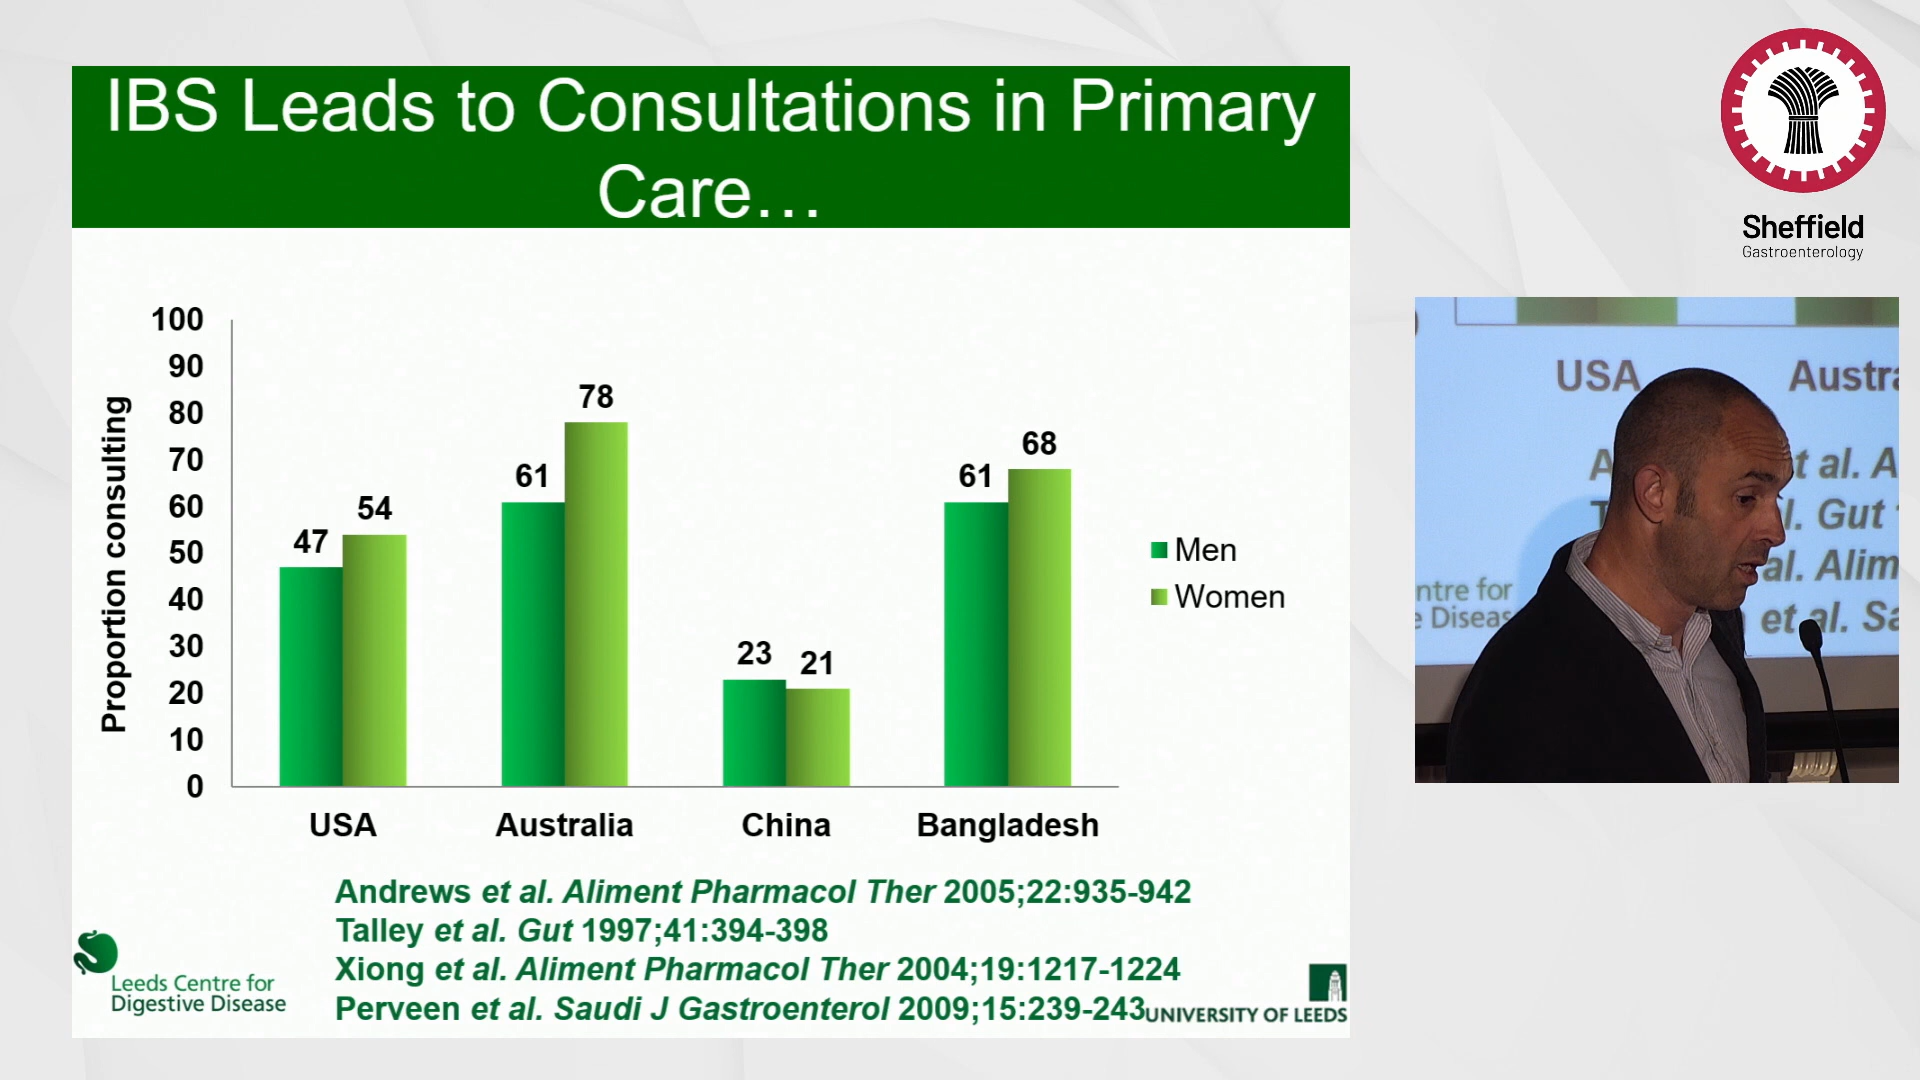 IBS Leads to Consultations in Primary
Care…
100
90
80
70
60
50
40
30
20
10
0
Proportion consulting
47
54
61
78
23
21
61
68
USA
Australia
China
Bangladesh
Men
Women
Andrews et al. Aliment Pharmacol Ther 2005;22:935-942
Talley et al. Gut 1997;41:394-398
Xiong et al. Aliment Pharmacol Ther 2004;19:1217-1224
Perveen et al. Saudi J Gastroenterol 2009;15:239-243
Leeds Centre for
Digestive Disease
UNIVERSITY OF LEEDS
Sheffield
Gastroenterology
USA
et al. A
Gut
al. Alim
et al. Sa